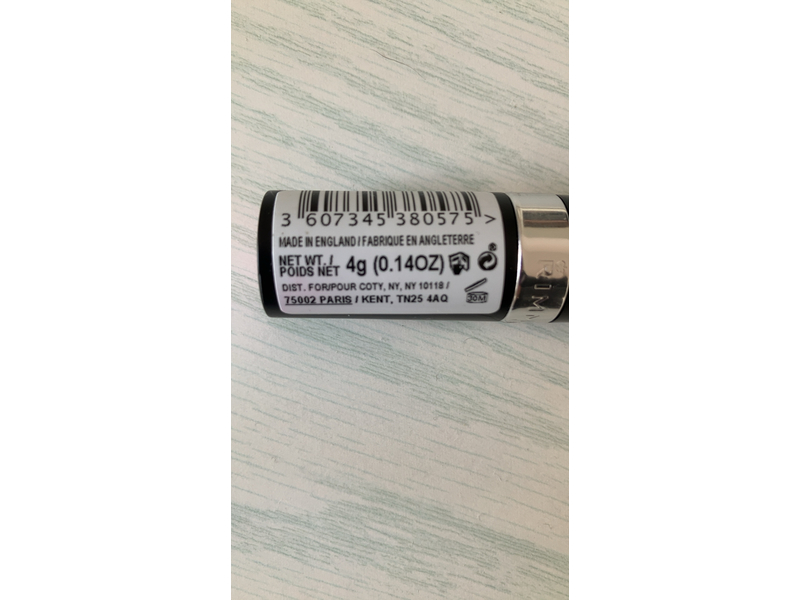 3 607345 380575 >
MADE IN ENGLAND / FABRIQUE EN ANGLETERRE
NET WT. /
POIDS NET 4g (0.14OZ)
DIST. FOR/POUR COTY, NY, NY 10118 /
75002 PARIS / KENT, TN25 4AQ
30M
RIM